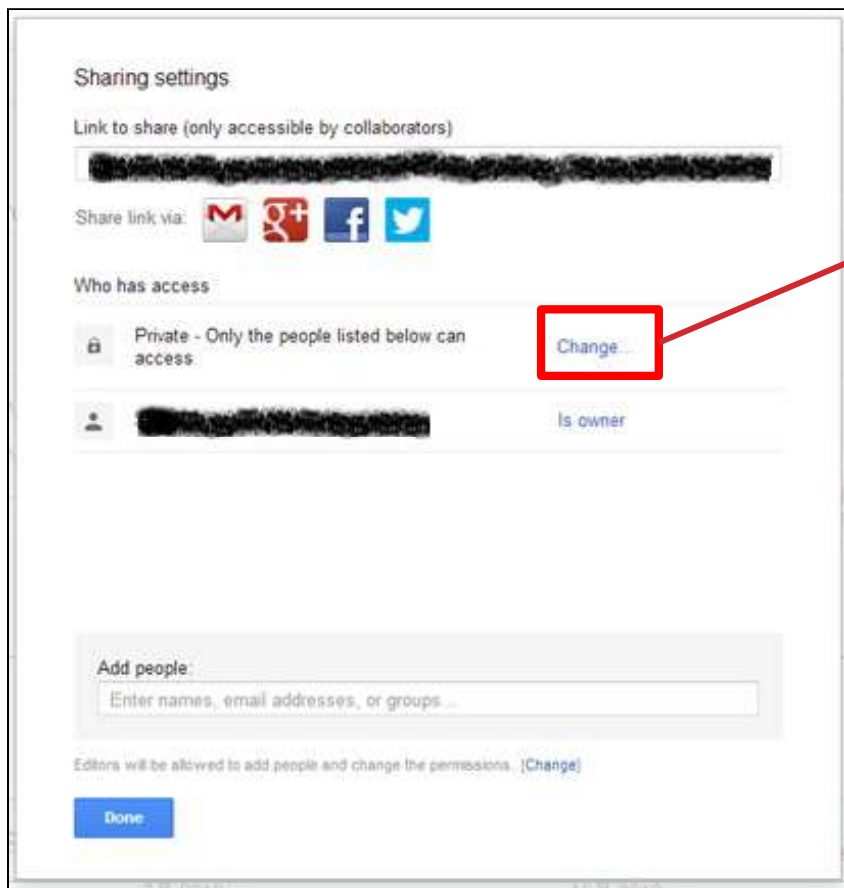 Sharing settings
Link to share (only accessible by collaborators)
Share link via:
g+
f
Who has access
Private - Only the people listed below can
access
Change...
Is owner
Add people:
Enter names, email addresses, or groups...
Editors will be allowed to add people and change the permissions. [Change]
Done